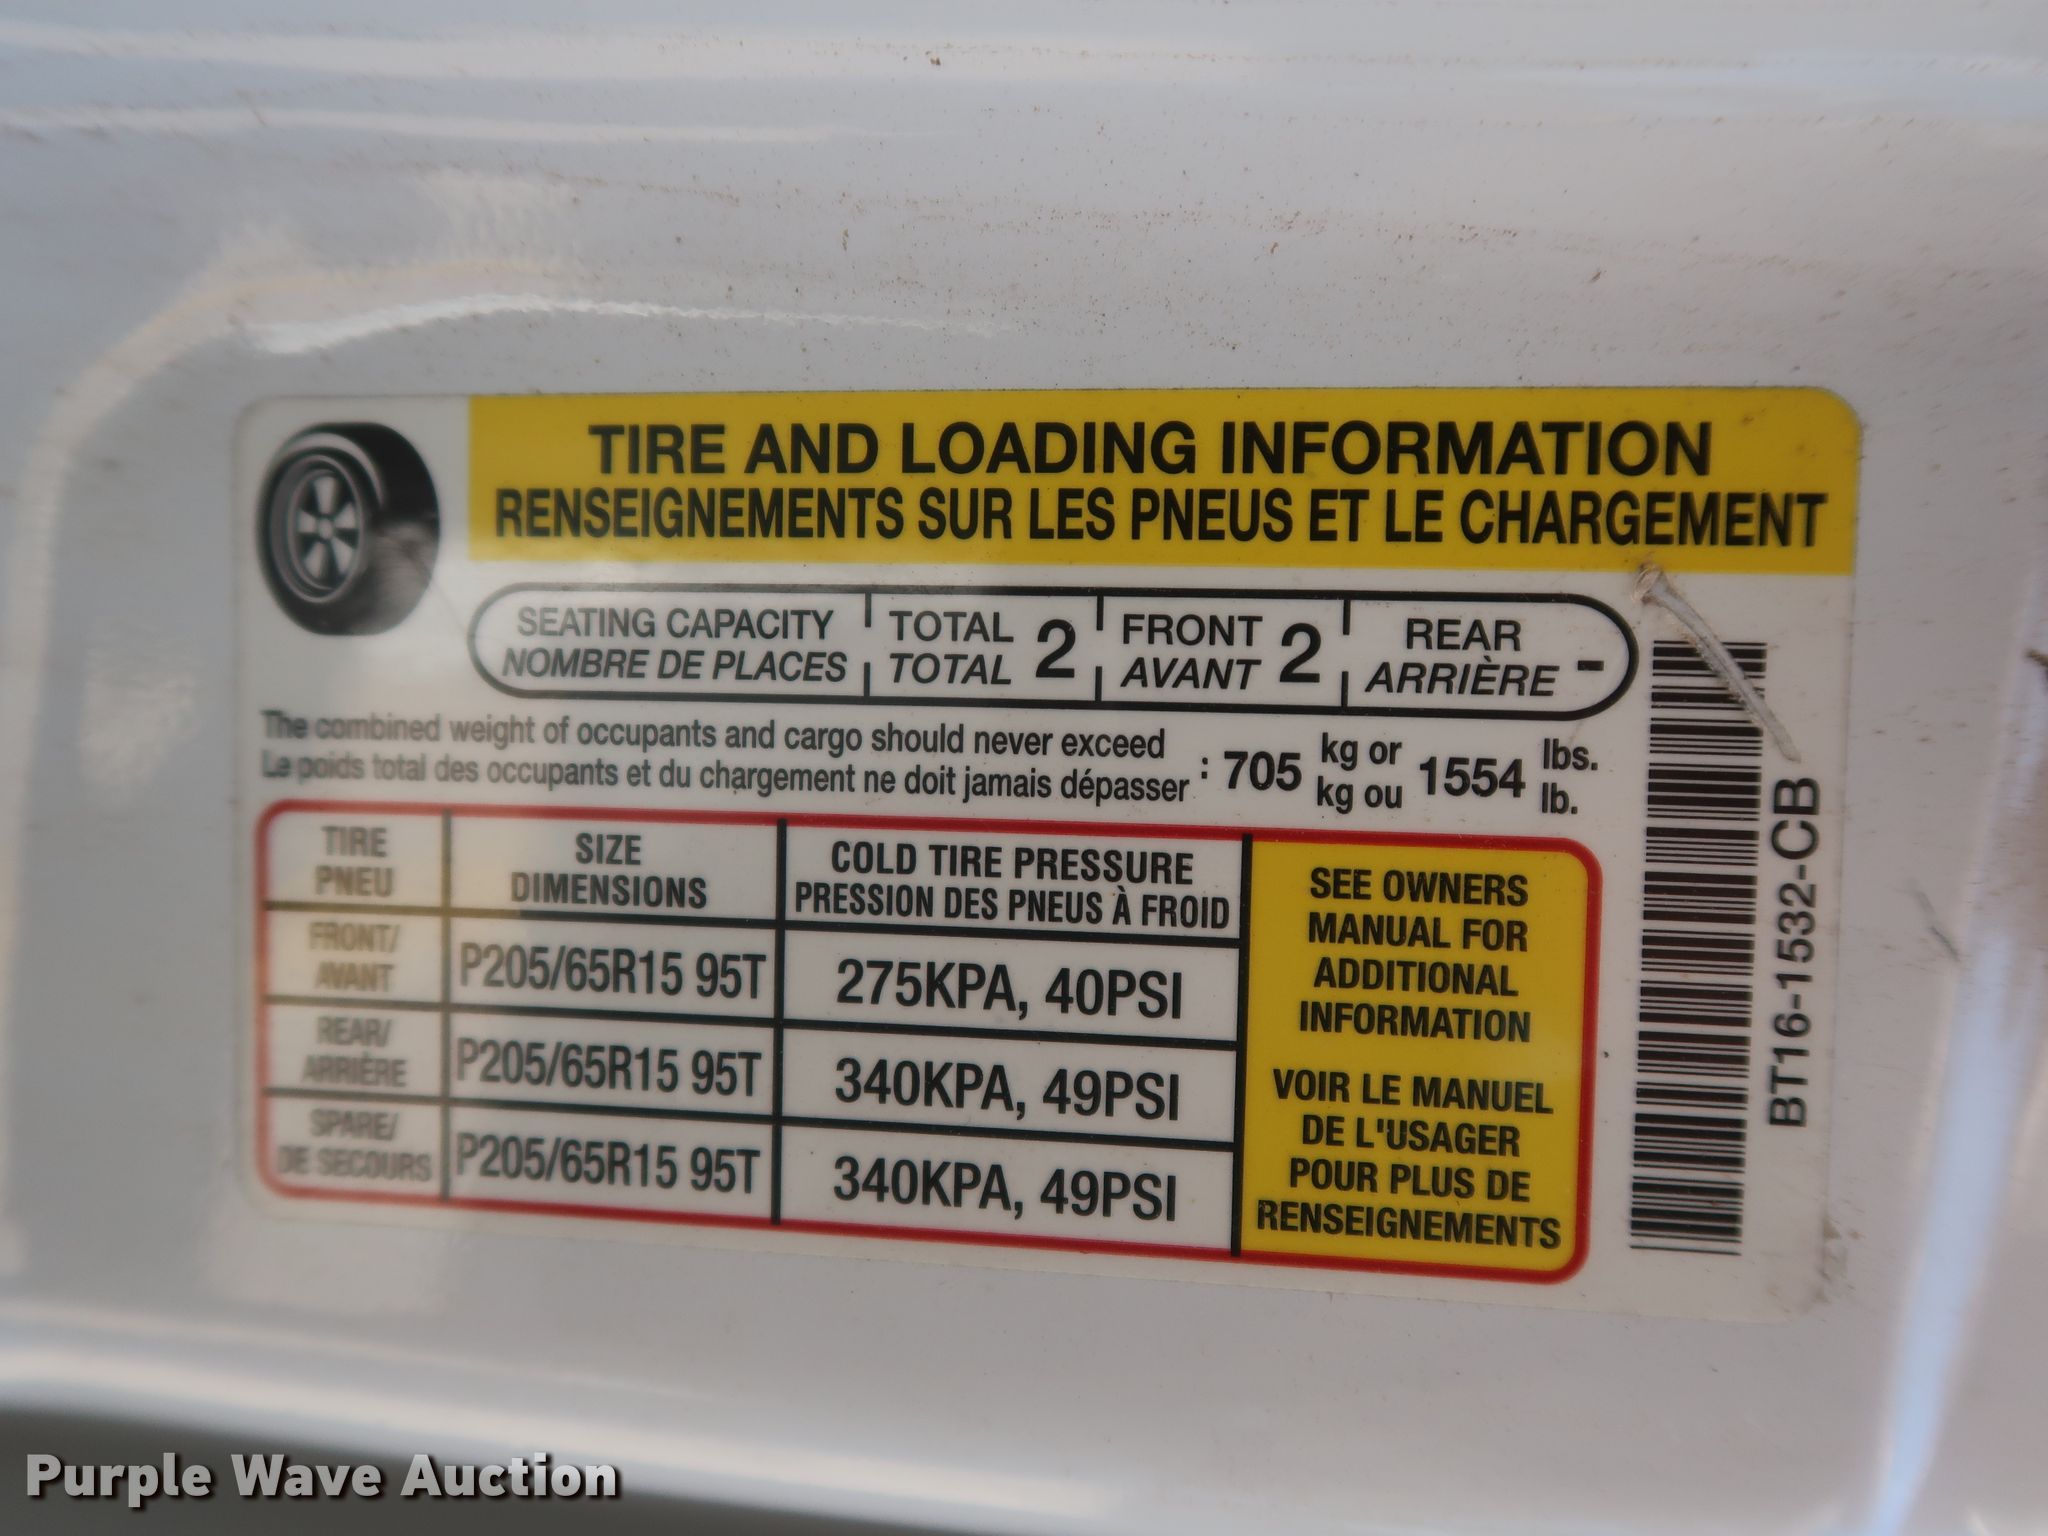 TIRE AND LOADING INFORMATION
RENSEIGNEMENTS SUR LES PNEUS ET LE CHARGEMENT
SEATING CAPACITY TOTAL 2 FRONT 2 REAR -
NOMBRE DE PLACES TOTAL AVANT ARRIÈRE
The combined weight of occupants and cargo should never exceed : 705 kg or 1554 lbs.
Le poids total des occupants et du chargement ne doit jamais dépasser kg ou lb.
TIRE SIZE COLD TIRE PRESSURE
PNEU DIMENSIONS PRESSION DES PNEUS À FROID
FRONT/
AVANT P205/65R15 95T 275KPA, 40PSI
REAR/
ARRIÈRE P205/65R15 95T 340KPA, 49PSI
SPARE/
DE SECOURS P205/65R15 95T 340KPA, 49PSI
SEE OWNERS
MANUAL FOR
ADDITIONAL
INFORMATION
VOIR LE MANUEL
DE L'USAGER
POUR PLUS DE
RENSEIGNEMENTS
BT16-1532-CB
Purple Wave Auction